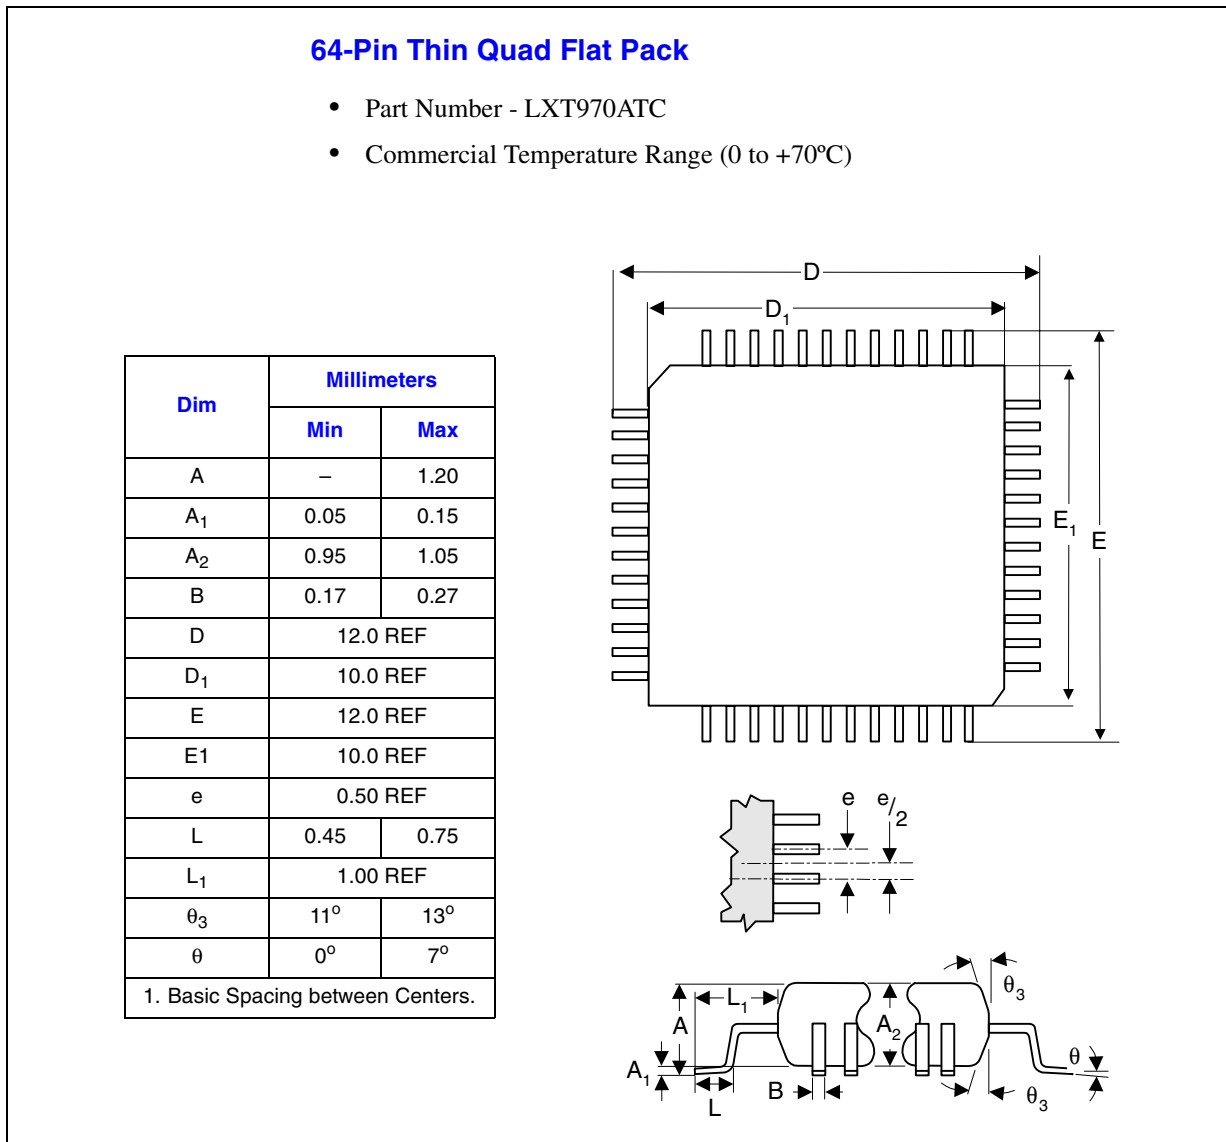 64-Pin Thin Quad Flat Pack
• Part Number - LXT970ATC
• Commercial Temperature Range (0 to +70ºC)
Dim Millimeters
Min Max
A – 1.20
A1 0.05 0.15
A2 0.95 1.05
B 0.17 0.27
D 12.0 REF
D1 10.0 REF
E 12.0 REF
E1 10.0 REF
e 0.50 REF
L 0.45 0.75
L1 1.00 REF
θ3 11º 13º
θ 0º 7º
1. Basic Spacing between Centers.
D
D1
E1
E
e e/2
L1
A
A2
θ3
A1
L
B
θ
θ3